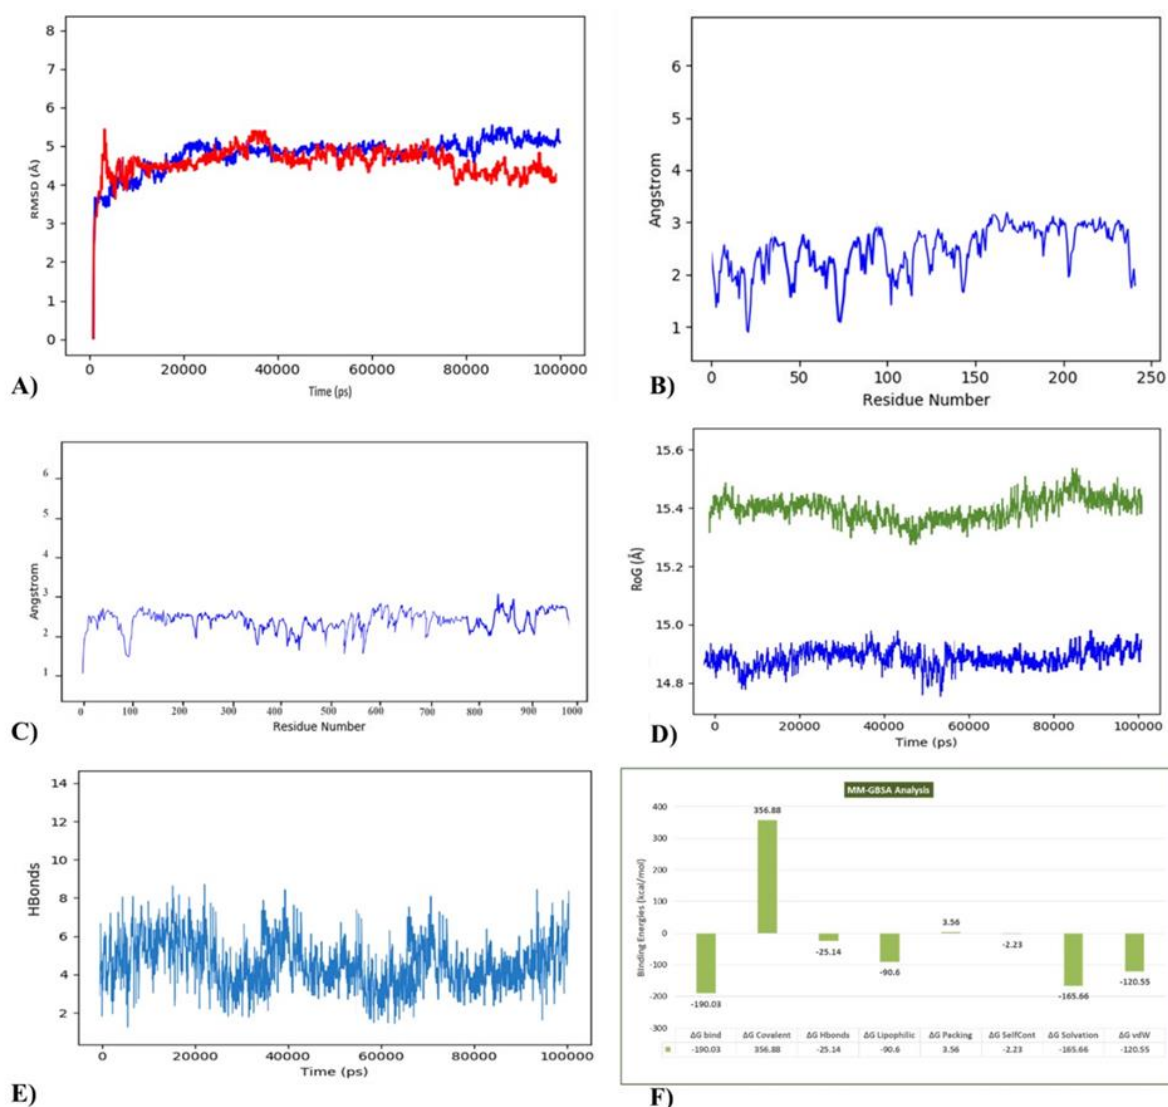 8
7
6
5
4
3
2
1
0
RMSD (Å)
0 20000 40000 60000 80000 100000
Time (ps)
A)
6
5
4
3
2
1
Angstrom
0 50 100 150 200 250
Residue Number
B)
6
5
4
3
2
1
Angstrom
0 100 200 300 400 500 600 700 800 900 1000
Residue Number
C)
15.6
15.4
15.2
15.0
14.8
RoG (Å)
0 20000 40000 60000 80000 100000
Time (ps)
D)
14
12
10
8
6
4
2
HBonds
0 20000 40000 60000 80000 100000
Time (ps)
E)
MM-GBSA Analysis
400
300
200
100
0
-100
-200
-300
Binding Energies (kcal/mol)
356.88
3.56
-25.14
-2.23
-90.6
-190.03
-165.66
-120.55
ΔG bind ΔG Covalent ΔG Hbonds ΔG Lipophilic ΔG Packing ΔG SelfCont ΔG Solvation ΔG vdW
-190.03 356.88 -25.14 -90.6 3.56 -2.23 -165.66 -120.55
F)